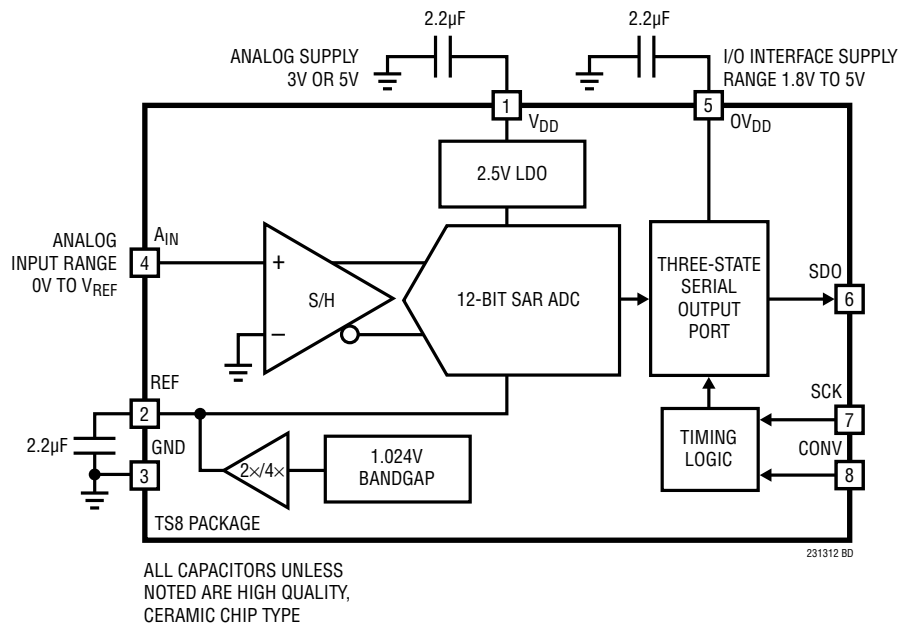 2.2µF
2.2µF
ANALOG SUPPLY
3V OR 5V
I/O INTERFACE SUPPLY
RANGE 1.8V TO 5V
1
VDD
5
OVDD
2.5V LDO
ANALOG
INPUT RANGE
0V TO VREF
AIN
4
+
S/H
–
12-BIT SAR ADC
THREE-STATE
SERIAL
OUTPUT
PORT
SDO
6
REF
2
2.2µF
GND
3
2×/4×
1.024V
BANDGAP
TIMING
LOGIC
SCK
7
CONV
8
TS8 PACKAGE
231312 BD
ALL CAPACITORS UNLESS
NOTED ARE HIGH QUALITY,
CERAMIC CHIP TYPE